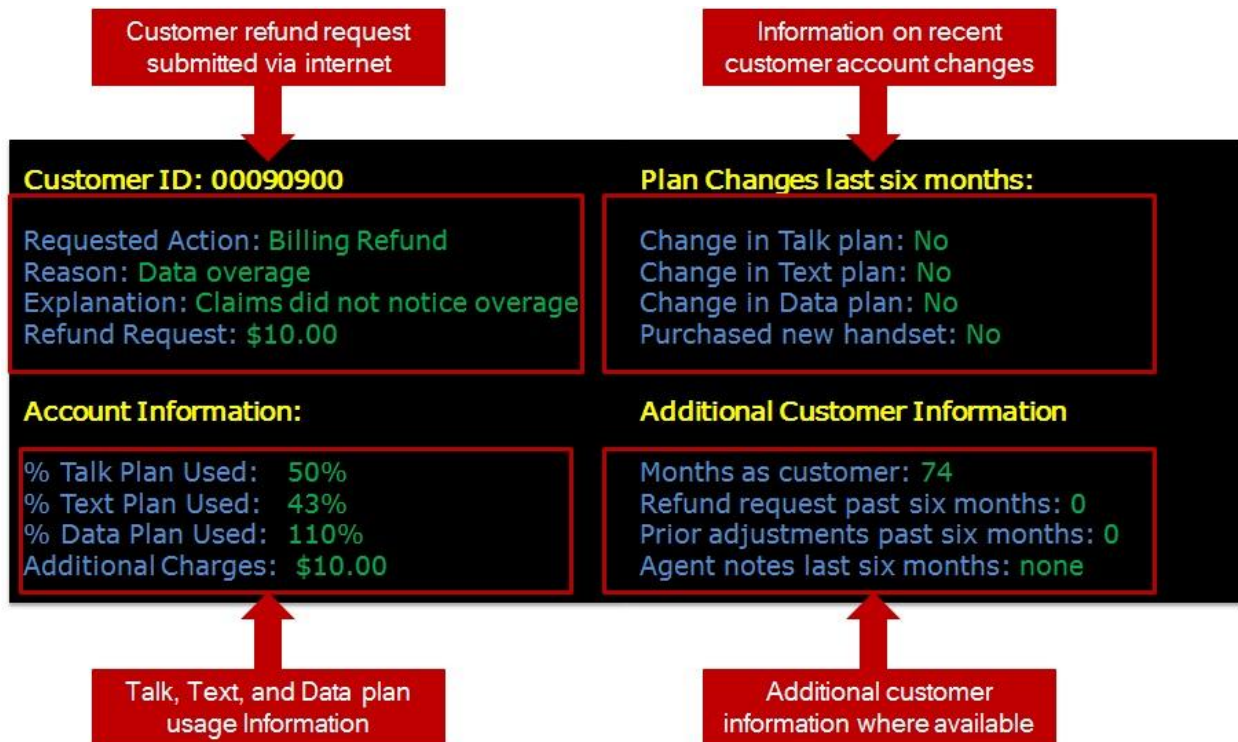 Customer refund request
submitted via internet
Information on recent
customer account changes
Customer ID: 00090900
Requested Action: Billing Refund
Reason: Data overage
Explanation: Claims did not notice overage
Refund Request: $10.00
Plan Changes last six months:
Change in Talk plan: No
Change in Text plan: No
Change in Data plan: No
Purchased new handset: No
Account Information:
% Talk Plan Used: 50%
% Text Plan Used: 43%
% Data Plan Used: 110%
Additional Charges: $10.00
Additional Customer Information
Months as customer: 74
Refund request past six months: 0
Prior adjustments past six months: 0
Agent notes last six months: none
Talk, Text, and Data plan
usage Information
Additional customer
information where available